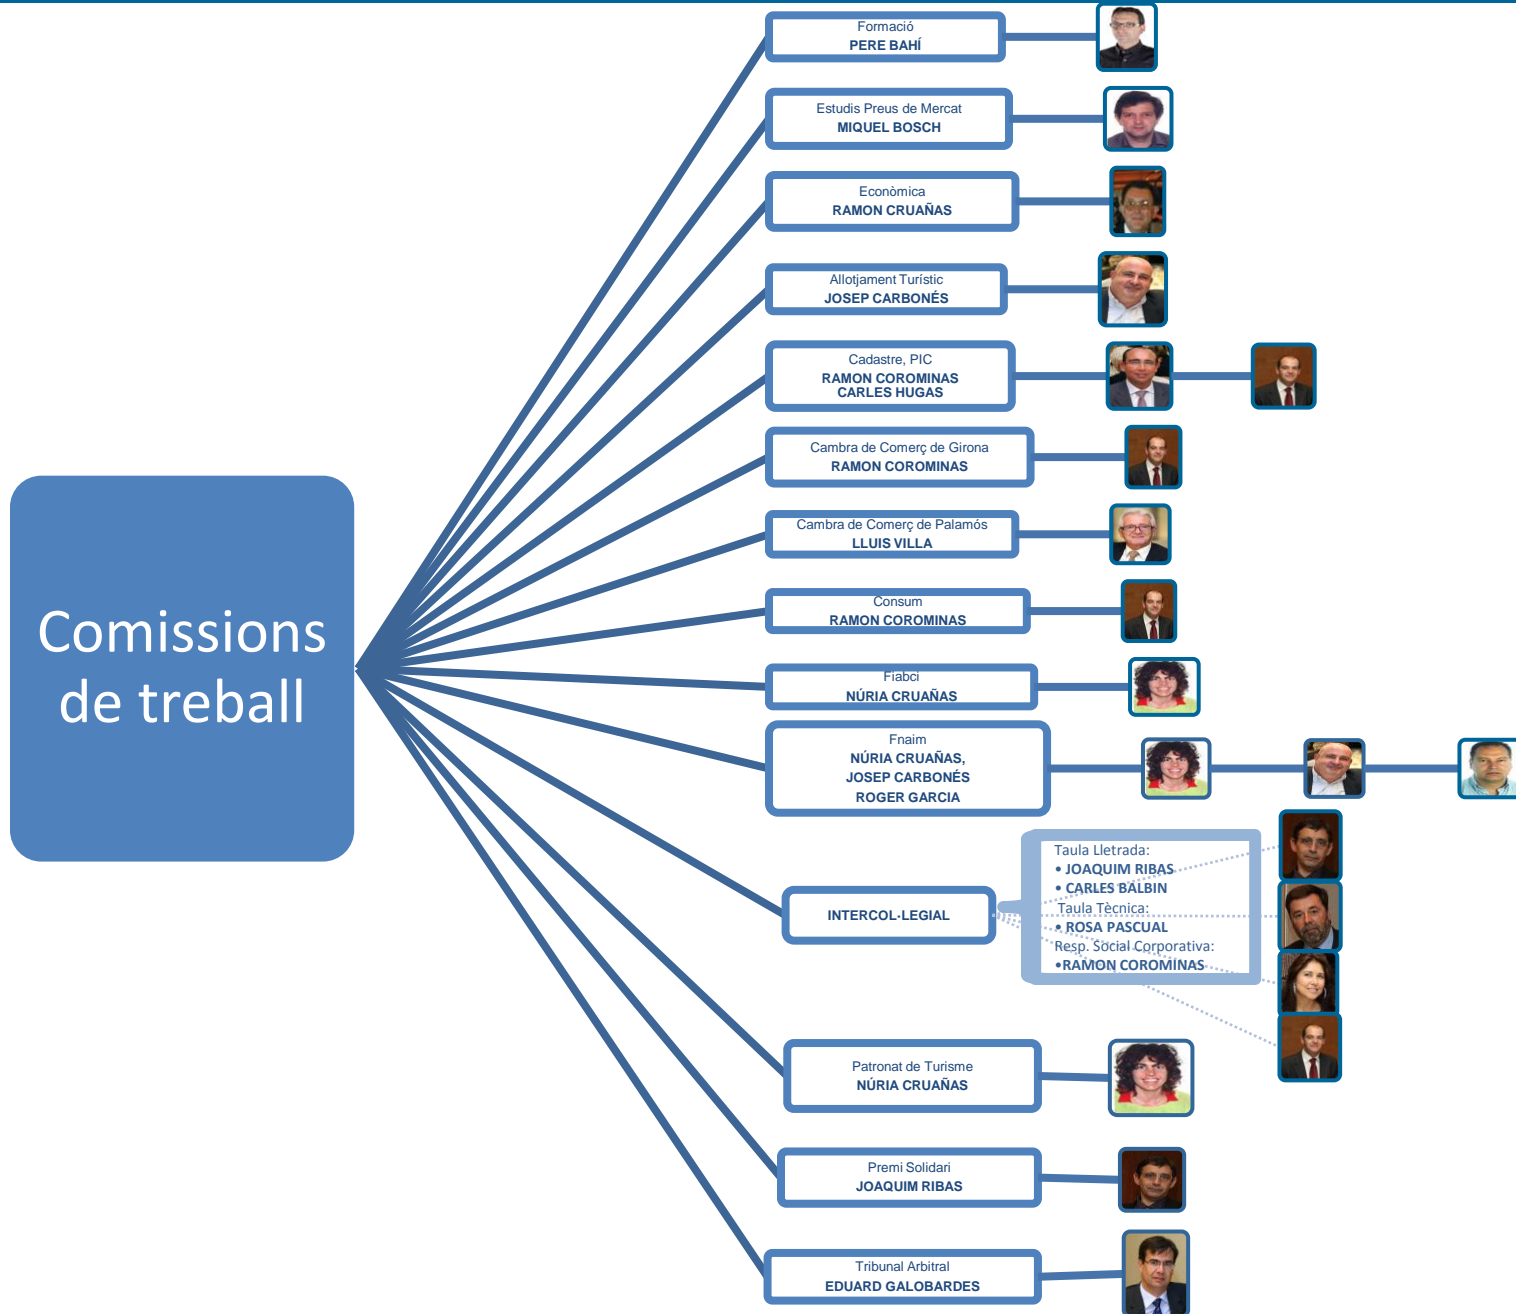 Comissions
de treball
Formació
PERE BAHÍ
Estudis Preus de Mercat
MIQUEL BOSCH
Econòmica
RAMON CRUAÑAS
Allotjament Turístic
JOSEP CARBONÉS
Cadastre, PIC
RAMON COROMINAS
CARLES HUGAS
Cambra de Comerç de Girona
RAMON COROMINAS
Cambra de Comerç de Palamós
LLUIS VILLA
Consum
RAMON COROMINAS
Fiabci
NÚRIA CRUAÑAS
Fnaim
NÚRIA CRUAÑAS,
JOSEP CARBONÉS
ROGER GARCIA
INTERCOL·LEGIAL
Taula Lletrada:
• JOAQUIM RIBAS
• CARLES BALBIN
Taula Tècnica:
• ROSA PASCUAL
Resp. Social Corporativa:
•RAMON COROMINAS
Patronat de Turisme
NÚRIA CRUAÑAS
Premi Solidari
JOAQUIM RIBAS
Tribunal Arbitral
EDUARD GALOBARDES